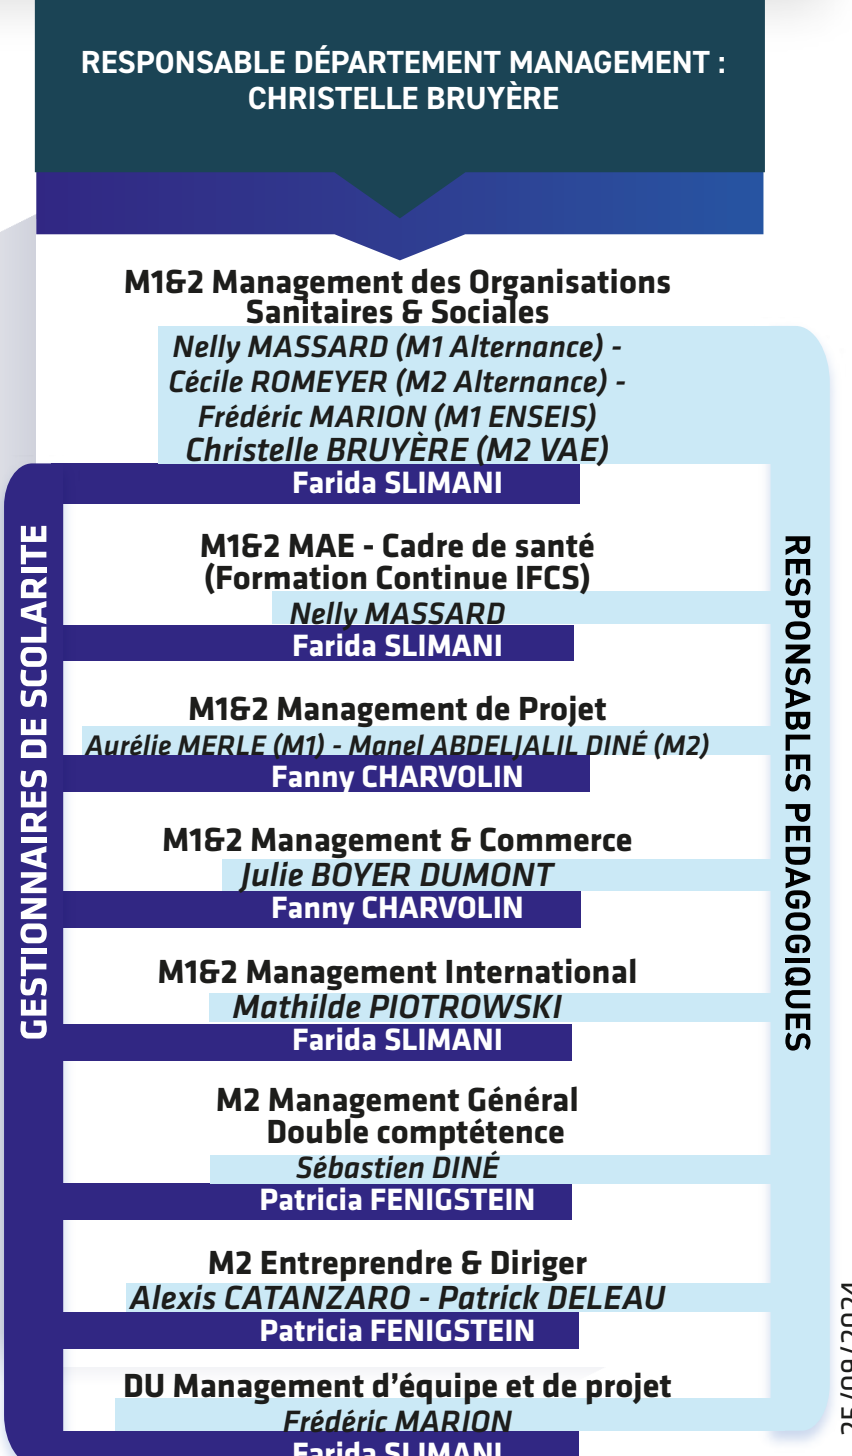 RESPONSABLE DÉPARTEMENT MANAGEMENT :
CHRISTELLE BRUYÈRE
M1&2 Management des Organisations
Sanitaires & Sociales
Nelly MASSARD (M1 Alternance) -
Cécile ROMEYER (M2 Alternance) -
Frédéric MARION (M1 ENSEIS)
Christelle BRUYÈRE (M2 VAE)
Farida SLIMANI
M1&2 MAE - Cadre de santé
(Formation Continue IFCS)
Nelly MASSARD
Farida SLIMANI
M1&2 Management de Projet
Aurélie MERLE (M1) - Manel ABDELJALIL DINÉ (M2)
Fanny CHARVOLIN
M1&2 Management & Commerce
Julie BOYER DUMONT
Fanny CHARVOLIN
M1&2 Management International
Mathilde PIOTROWSKI
Farida SLIMANI
M2 Management Général
Double comptétence
Sébastien DINÉ
Patricia FENIGSTEIN
M2 Entreprendre & Diriger
Alexis CATANZARO - Patrick DELEAU
Patricia FENIGSTEIN
DU Management d'équipe et de projet
Frédéric MARION
Farida SLIMANI
GESTIONNAIRES DE SCOLARITE
RESPONSABLES PEDAGOGIQUES